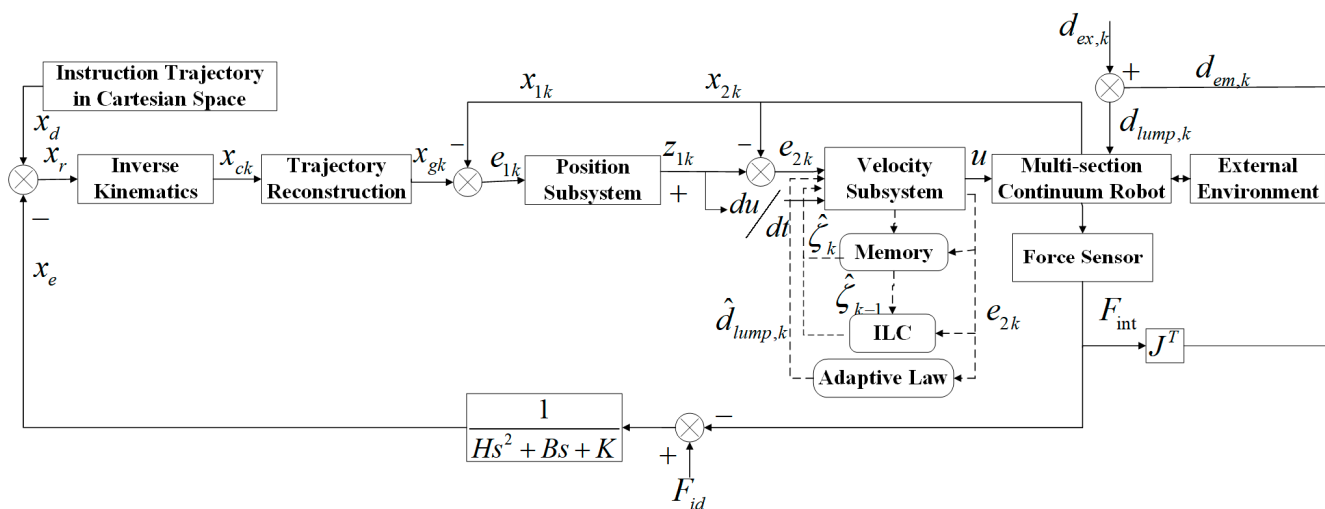 d_{ex,k}
Instruction Trajectory
in Cartesian Space
x_{1k}
x_{2k}
+
d_{em,k}
x_d
d_{lump,k}
x_r
Inverse
Kinematics
x_{ck}
Trajectory
Reconstruction
x_{gk}
−
e_{1k}
Position
Subsystem
z_{1k}
+
−
e_{2k}
Velocity
Subsystem
u
Multi-section
Continuum Robot
External
Environment
−
du/dt
\hat{ζ}_k
Memory
Force Sensor
x_e
\hat{ζ}_{k−1}
\hat{d}_{lump,k}
ILC
e_{2k}
F_{int}
J^T
Adaptive Law
1
Hs^2 + Bs + K
−
+
F_{id}